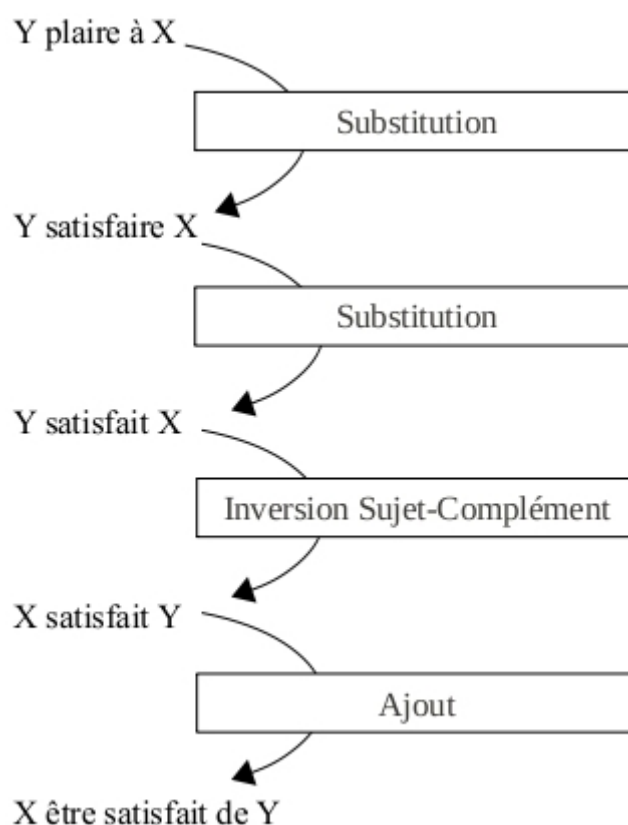 Y plaire à X
Substitution
Y satisfaire X
Substitution
Y satisfait X
Inversion Sujet-Complément
X satisfait Y
Ajout
X être satisfait de Y